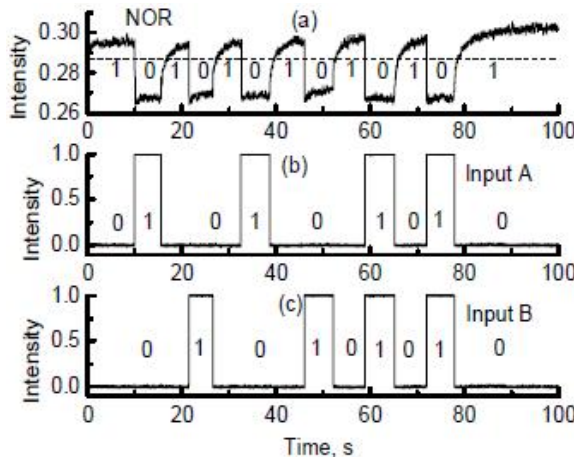 NOR (a)
0.30
0.28
0.26
Intensity
1 0 1 0 1 0 1 0 1 0 1 0 1
0 20 40 60 80 100
(b) Input A
1.0
0.5
0.0
Intensity
0 1 0 1 0 1 0 1 0
0 20 40 60 80 100
(c) Input B
1.0
0.5
0.0
Intensity
0 1 0 1 0 1 0 1 0
0 20 40 60 80 100
Time, s